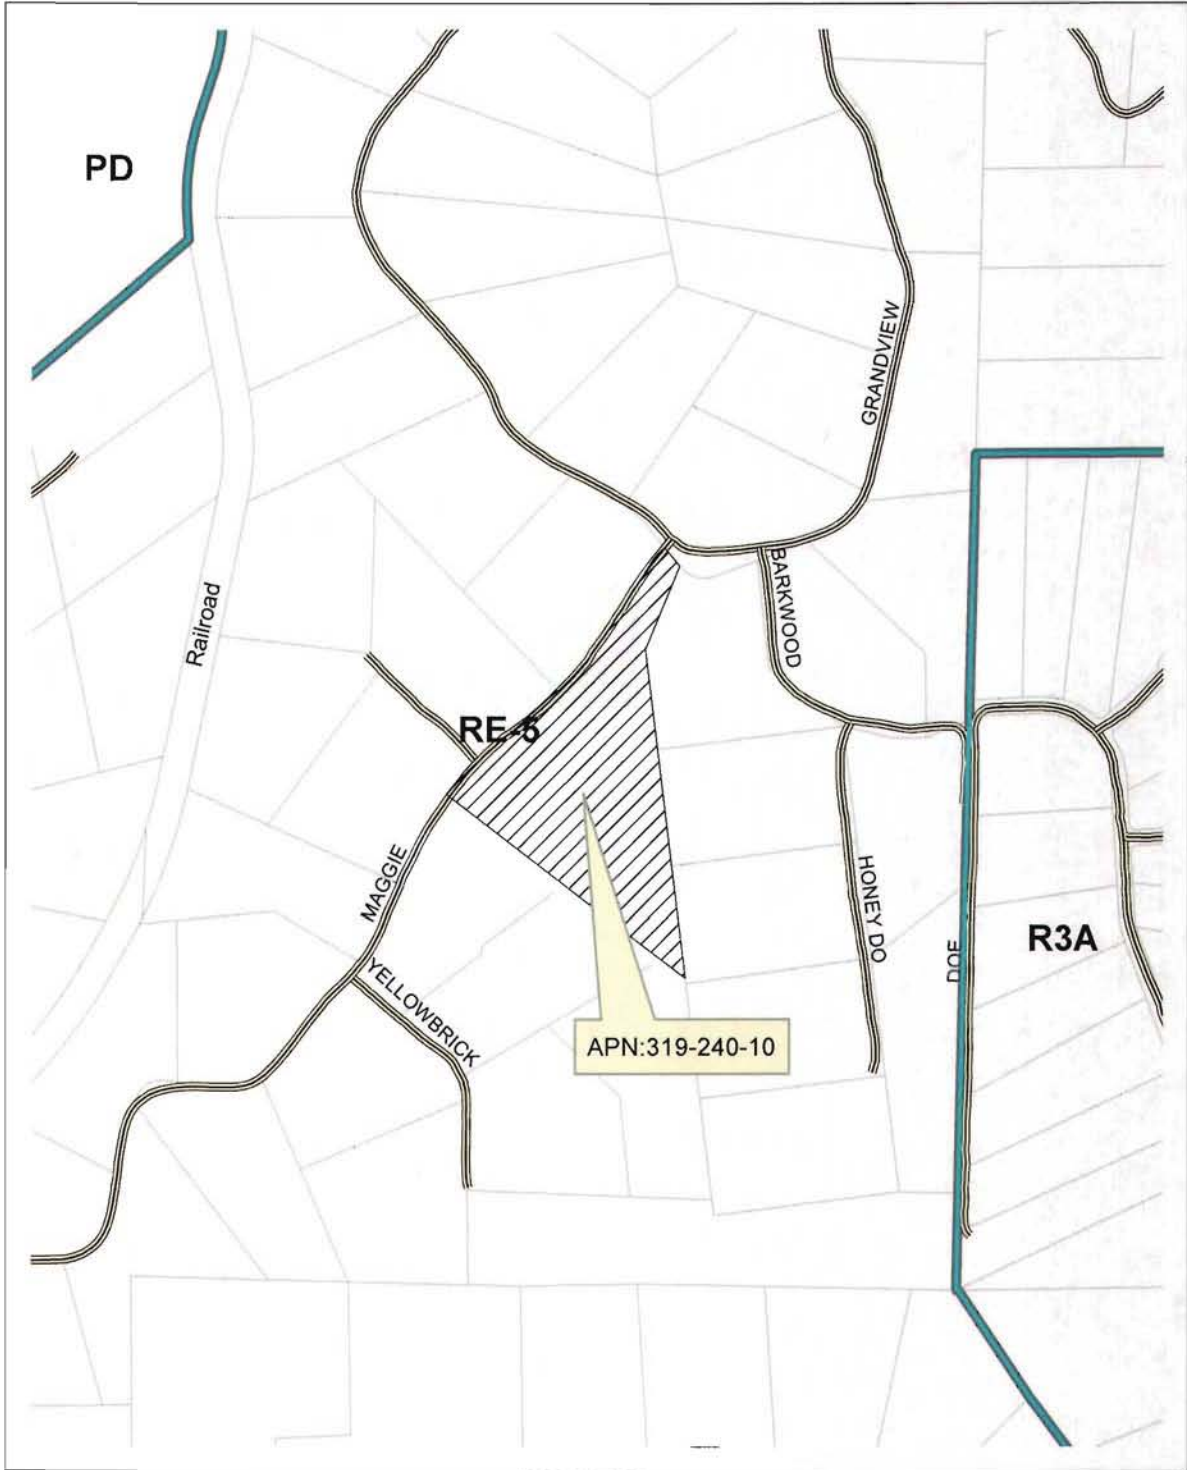 PD
GRANDVIEW
BARKWOOD
Railroad
RE-5
MAGGIE
HONEY DO
DOE
R3A
YELLOWBRICK
APN:319-240-10